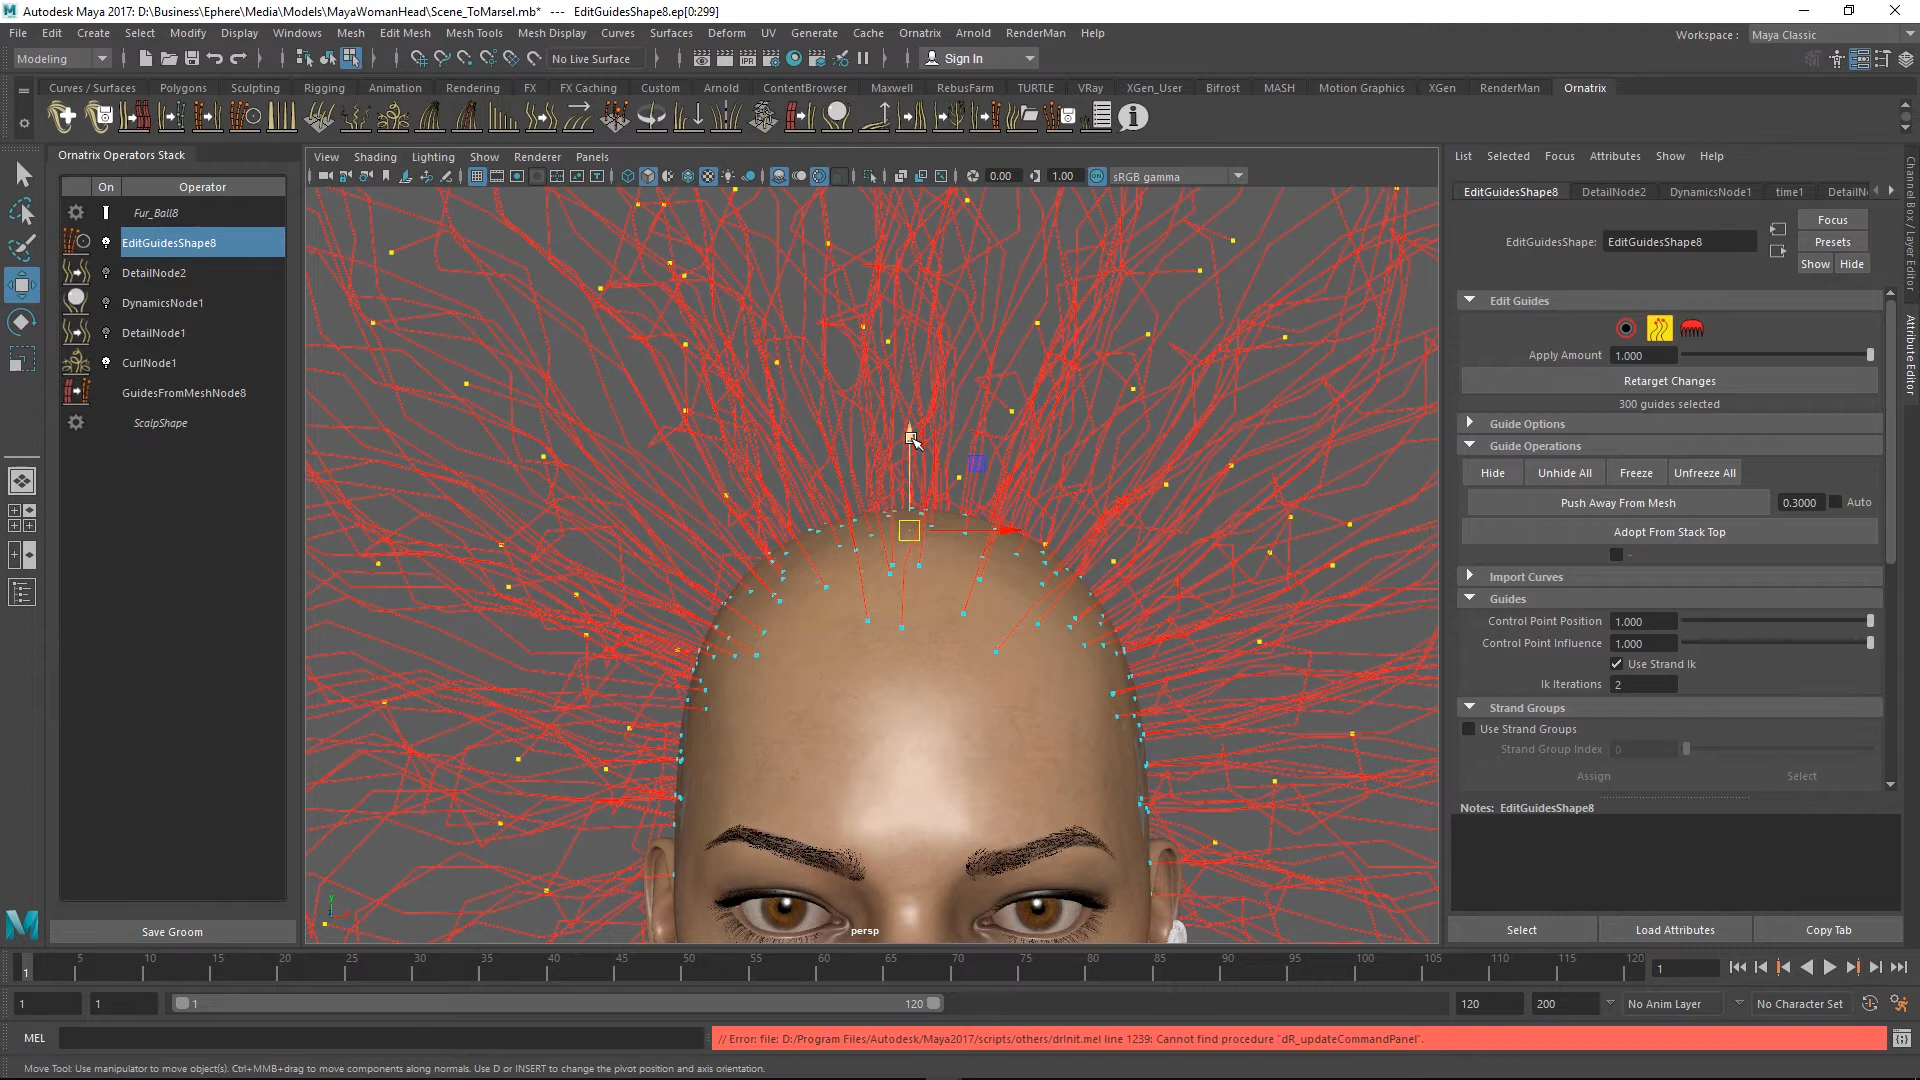 Autodesk Maya 2017: D:\Business\Ephere\Media\Models\MayaWomanHead\Scene_ToMarsel.mb* --- EditGuidesShape8.ep[0:299]
File Edit Create Select Modify Display Windows Mesh Edit Mesh Mesh Tools Mesh Display Curves Surfaces Deform UV Generate Cache Ornatrix Arnold RenderMan Help Workspace : Maya Classic
Modeling No Live Surface Sign In
Curves / Surfaces Polygons Sculpting Rigging Animation Rendering FX FX Caching Custom Arnold ContentBrowser Maxwell RebusFarm TURTLE VRay XGen_User Bifrost MASH Motion Graphics XGen RenderMan Ornatrix
Ornatrix Operators Stack
On Operator
Fur_Ball8
EditGuidesShape8
DetailNode2
DynamicsNode1
DetailNode1
CurlNode1
GuidesFromMeshNode8
ScalpShape
Save Groom
View Shading Lighting Show Renderer Panels
0.00 1.00 sRGB gamma
persp
y
List Selected Focus Attributes Show Help
EditGuidesShape8 DetailNode2 DynamicsNode1 time1 DetailN
Focus
EditGuidesShape: EditGuidesShape8
Presets
Show Hide
Edit Guides
Apply Amount 1.000
Retarget Changes
300 guides selected
Guide Options
Guide Operations
Hide Unhide All Freeze Unfreeze All
Push Away From Mesh 0.3000 Auto
Adopt From Stack Top
-
Import Curves
Guides
Control Point Position 1.000
Control Point Influence 1.000
Use Strand Ik
Ik Iterations 2
Strand Groups
Use Strand Groups
Strand Group Index 0
Assign Select
Notes: EditGuidesShape8
Select Load Attributes Copy Tab
Channel Box / Layer Editor
Attribute Editor
1 5 10 15 20 25 30 35 40 45 50 55 60 65 70 75 80 85 90 95 100 105 110 115 120 1
1 1 1 120 120 200 No Anim Layer No Character Set
MEL // Error: file: D:/Program Files/Autodesk/Maya2017/scripts/others/drInit.mel line 1239: Cannot find procedure "dR_updateCommandPanel".
Move Tool: Use manipulator to move object(s). Ctrl+MMB+drag to move components along normals. Use D or INSERT to change the pivot position and axis orientation.